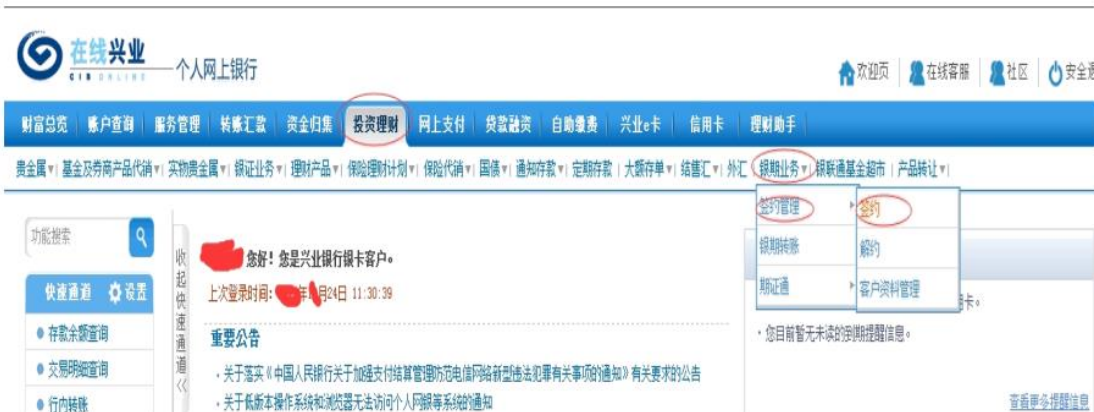 在线兴业
CIB ONLINE
个人网上银行
欢迎页 在线客服 社区 安全退
财富总览 账户查询 服务管理 转账汇款 资金归集 投资理财 网上支付 贷款融资 自助缴费 兴业e卡 信用卡 理财助手
贵金属 基金及券商产品代销 实物贵金属 银证业务 理财产品 保险理财计划 保险代销 国债 通知存款 定期存款 大额存单 结售汇 外汇 银期业务 银联通基金超市 产品转让
签约管理 签约
银期转账 解约
期证通 客户资料管理
功能搜索
快速通道 设置
存款余额查询
交易明细查询
行内转账
收起快速通道
您好！您是兴业银行银卡客户。
上次登录时间： 年 月24日 11:30:39
重要公告
·关于落实《中国人民银行关于加强支付结算管理防范电信网络新型违法犯罪有关事项的通知》有关要求的公告
·关于低版本操作系统和浏览器无法访问个人网银等系统的通知
用卡。
·您目前暂无未读的到期提醒信息。
查看更多提醒信息